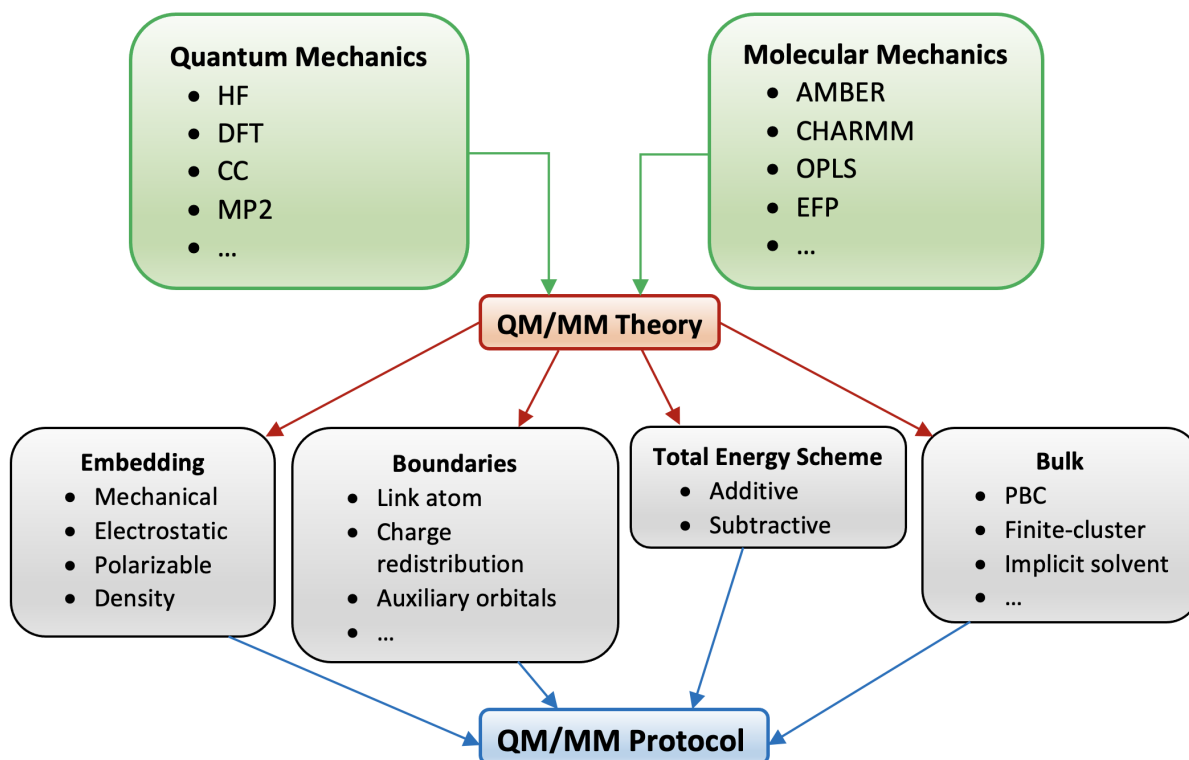 Quantum Mechanics
• HF
• DFT
• CC
• MP2
• ...
Molecular Mechanics
• AMBER
• CHARMM
• OPLS
• EFP
• ...
QM/MM Theory
Embedding
• Mechanical
• Electrostatic
• Polarizable
• Density
Boundaries
• Link atom
• Charge
redistribution
• Auxiliary orbitals
• ...
Total Energy Scheme
• Additive
• Subtractive
Bulk
• PBC
• Finite-cluster
• Implicit solvent
• ...
QM/MM Protocol